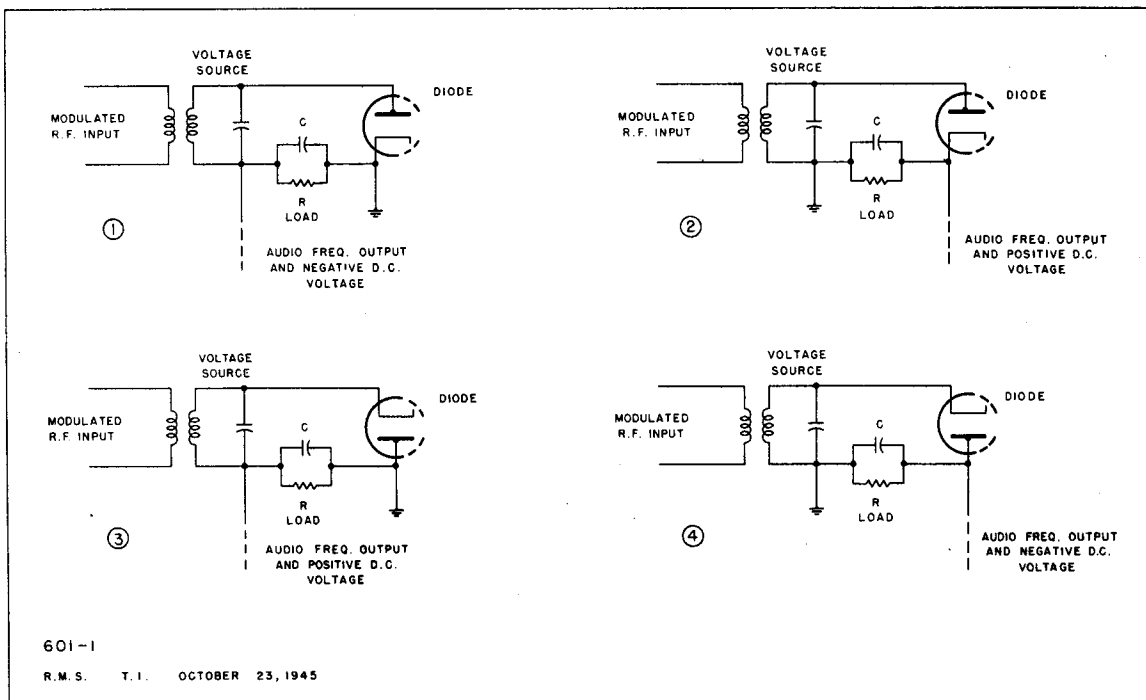 VOLTAGE
SOURCE
DIODE
MODULATED
R.F. INPUT
C
R
LOAD
①
AUDIO FREQ. OUTPUT
AND NEGATIVE D.C.
VOLTAGE
VOLTAGE
SOURCE
DIODE
MODULATED
R.F. INPUT
C
R
LOAD
②
AUDIO FREQ. OUTPUT
AND POSITIVE D.C.
VOLTAGE
VOLTAGE
SOURCE
DIODE
MODULATED
R.F. INPUT
C
R
LOAD
③
AUDIO FREQ. OUTPUT
AND POSITIVE D.C.
VOLTAGE
VOLTAGE
SOURCE
DIODE
MODULATED
R.F. INPUT
C
R
LOAD
④
AUDIO FREQ. OUTPUT
AND NEGATIVE D.C.
VOLTAGE
601-1
R.M.S. T.I. OCTOBER 23, 1945